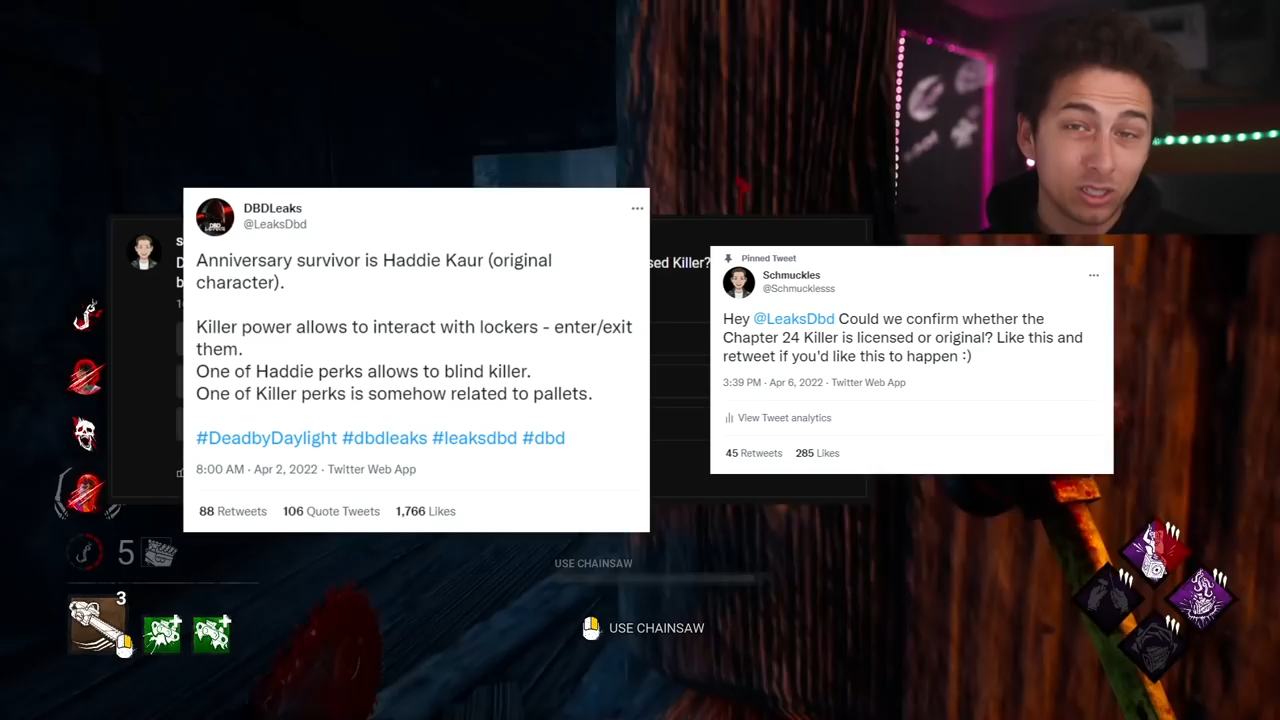 DBDLeaks
@LeaksDbd
Anniversary survivor is Haddie Kaur (original
character).
Killer power allows to interact with lockers - enter/exit
them.
One of Haddie perks allows to blind killer.
One of Killer perks is somehow related to pallets.
#DeadbyDaylight #dbdleaks #leaksdbd #dbd
8:00 AM · Apr 2, 2022 · Twitter Web App
88 Retweets 106 Quote Tweets 1,766 Likes
sed Killer?
Pinned Tweet
Schmuckles
@Schmucklesss
Hey @LeaksDbd Could we confirm whether the
Chapter 24 Killer is licensed or original? Like this and
retweet if you'd like this to happen :)
3:39 PM · Apr 6, 2022 · Twitter Web App
View Tweet analytics
45 Retweets 285 Likes
5
USE CHAINSAW
3
USE CHAINSAW